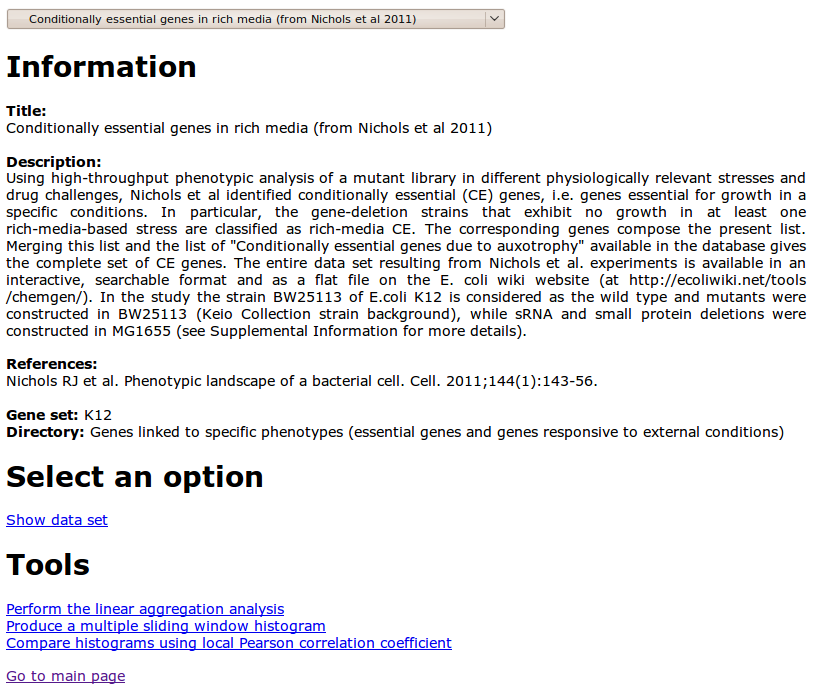 Conditionally essential genes in rich media (from Nichols et al 2011)
Information
Title:
Conditionally essential genes in rich media (from Nichols et al 2011)
Description:
Using high-throughput phenotypic analysis of a mutant library in different physiologically relevant stresses and
drug challenges, Nichols et al identified conditionally essential (CE) genes, i.e. genes essential for growth in a
specific conditions. In particular, the gene-deletion strains that exhibit no growth in at least one
rich-media-based stress are classified as rich-media CE. The corresponding genes compose the present list.
Merging this list and the list of "Conditionally essential genes due to auxotrophy" available in the database gives
the complete set of CE genes. The entire data set resulting from Nichols et al. experiments is available in an
interactive, searchable format and as a flat file on the E. coli wiki website (at http://ecoliwiki.net/tools
/chemgen/). In the study the strain BW25113 of E.coli K12 is considered as the wild type and mutants were
constructed in BW25113 (Keio Collection strain background), while sRNA and small protein deletions were
constructed in MG1655 (see Supplemental Information for more details).
References:
Nichols RJ et al. Phenotypic landscape of a bacterial cell. Cell. 2011;144(1):143-56.
Gene set: K12
Directory: Genes linked to specific phenotypes (essential genes and genes responsive to external conditions)
Select an option
Show data set
Tools
Perform the linear aggregation analysis
Produce a multiple sliding window histogram
Compare histograms using local Pearson correlation coefficient
Go to main page